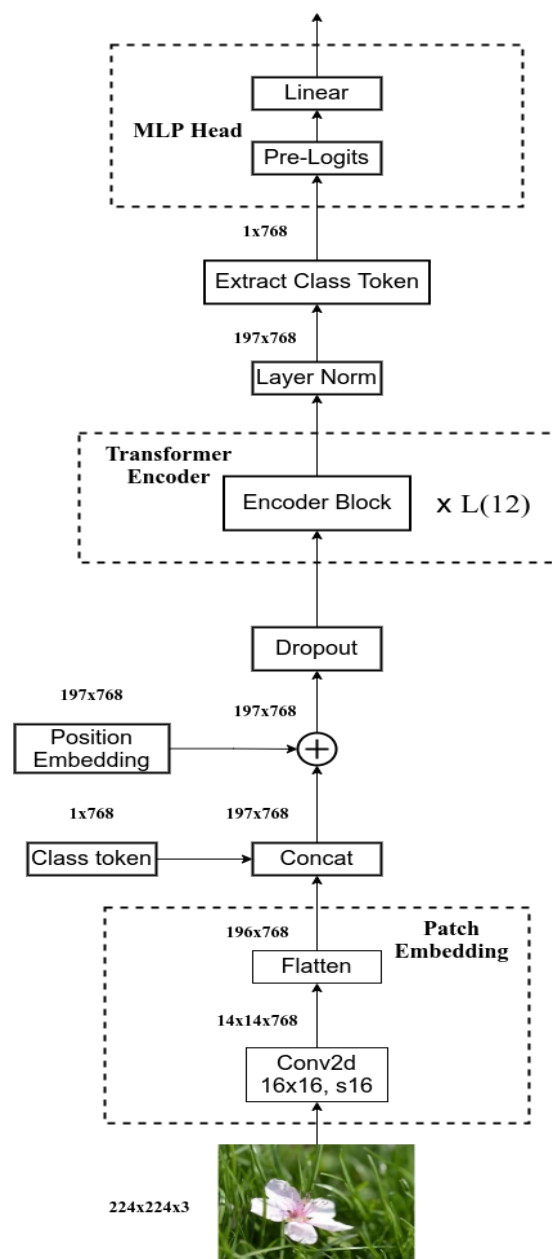 Linear
MLP Head
Pre-Logits
1x768
Extract Class Token
197x768
Layer Norm
Transformer
Encoder
Encoder Block
x L(12)
Dropout
197x768
197x768
Position
Embedding
+
1x768
197x768
Class token
Concat
Patch
Embedding
196x768
Flatten
14x14x768
Conv2d
16x16, s16
224x224x3